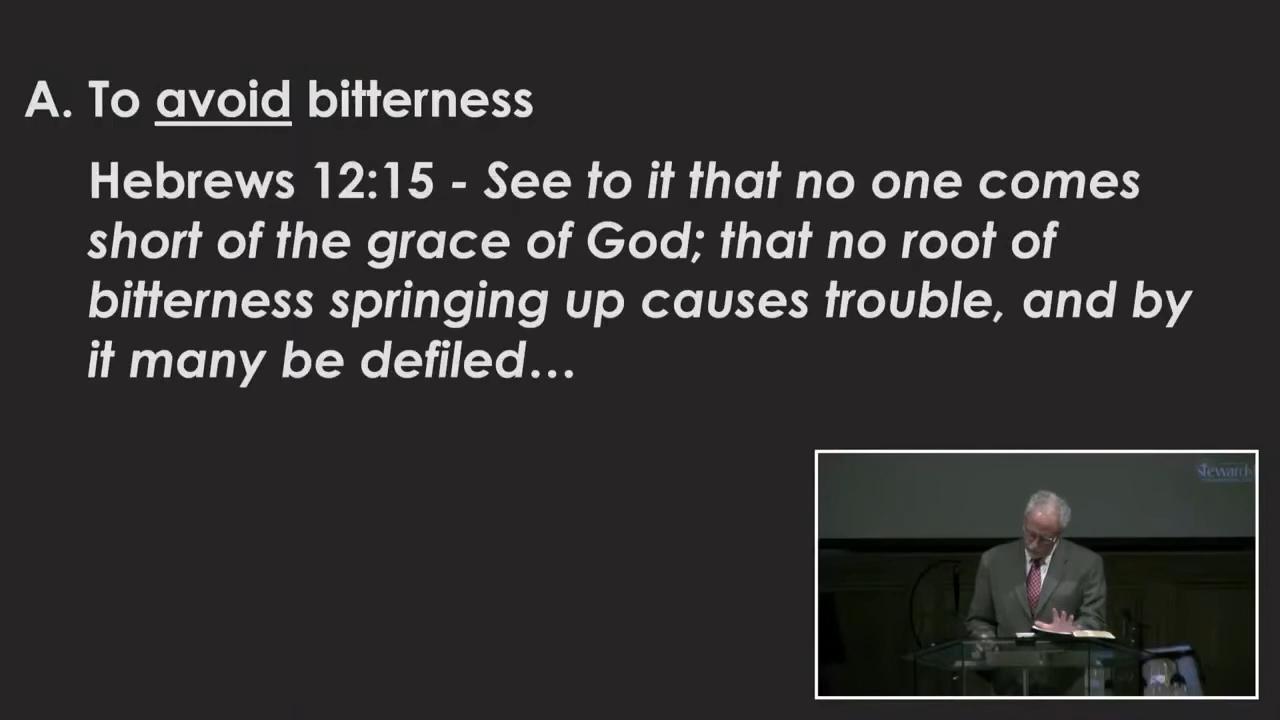 A. To avoid bitterness
Hebrews 12:15 - See to it that no one comes
short of the grace of God; that no root of
bitterness springing up causes trouble, and by
it many be defiled…